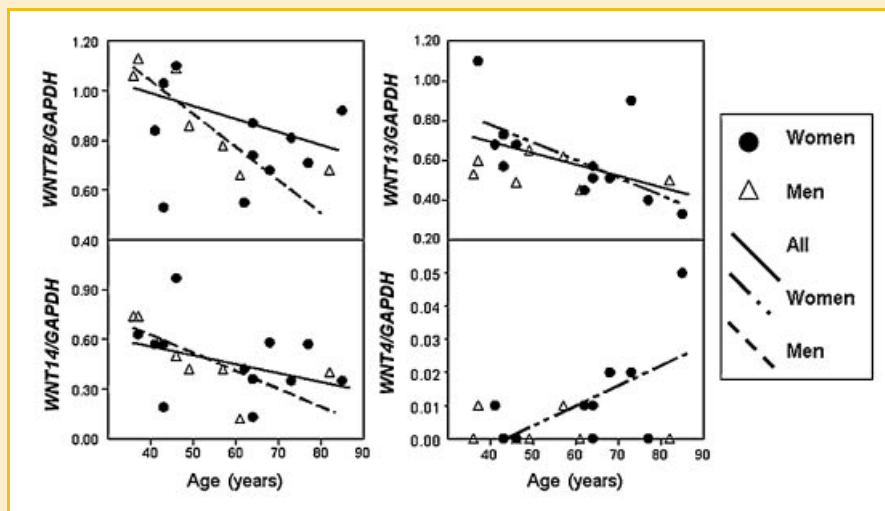 WNT7B/GAPDH
1.20
1.00
0.80
0.60
0.40
WNT13/GAPDH
1.20
1.00
0.80
0.60
0.40
0.20
WNT14/GAPDH
0.90
0.60
0.30
0.00
40 50 60 70 80 90
Age (years)
WNT4/GAPDH
0.05
0.04
0.03
0.02
0.01
0.00
40 50 60 70 80 90
Age (years)
Women
Men
All
Women
Men